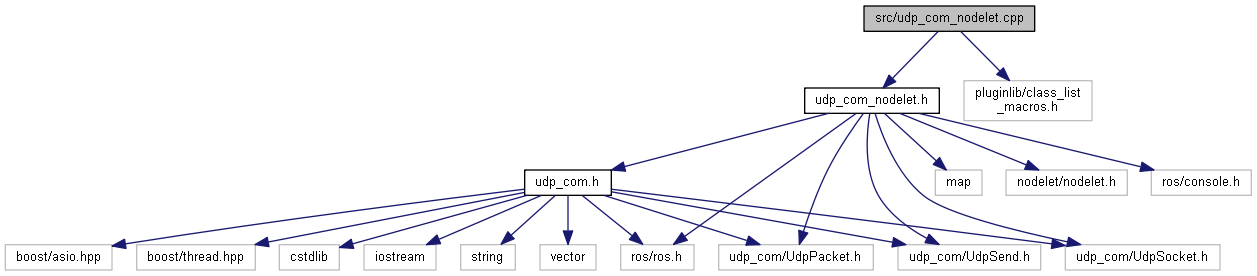 src/udp_com_nodelet.cpp
udp_com_nodelet.h
pluginlib/class_list
_macros.h
udp_com.h
map
nodelet/nodelet.h
ros/console.h
boost/asio.hpp
boost/thread.hpp
cstdlib
iostream
string
vector
ros/ros.h
udp_com/UdpPacket.h
udp_com/UdpSend.h
udp_com/UdpSocket.h